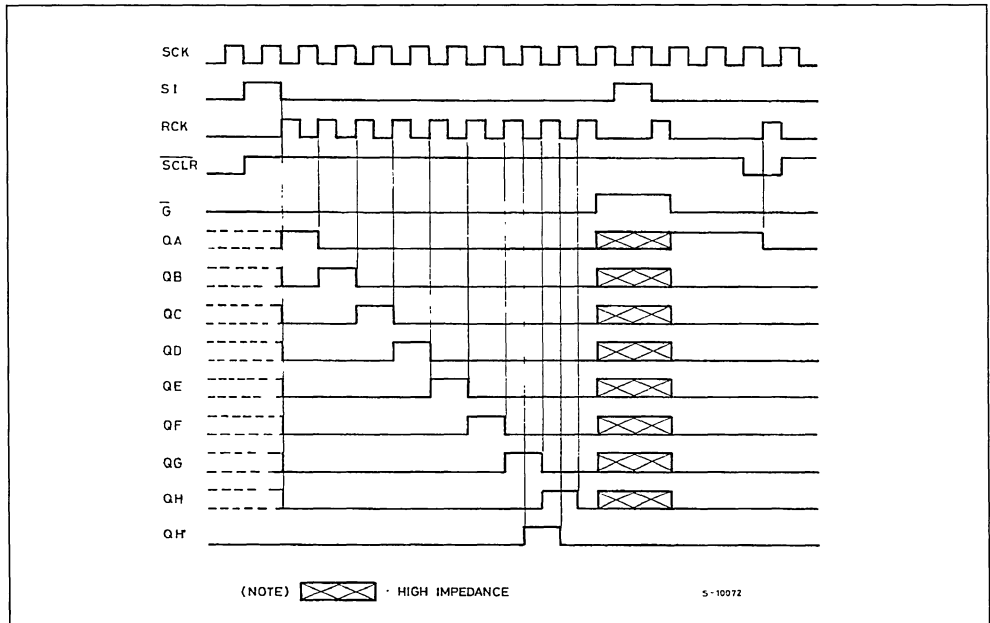 SCK
SI
RCK
SCLR
G
QA
QB
QC
QD
QE
QF
QG
QH
QH'
(NOTE) · HIGH IMPEDANCE
S-10072